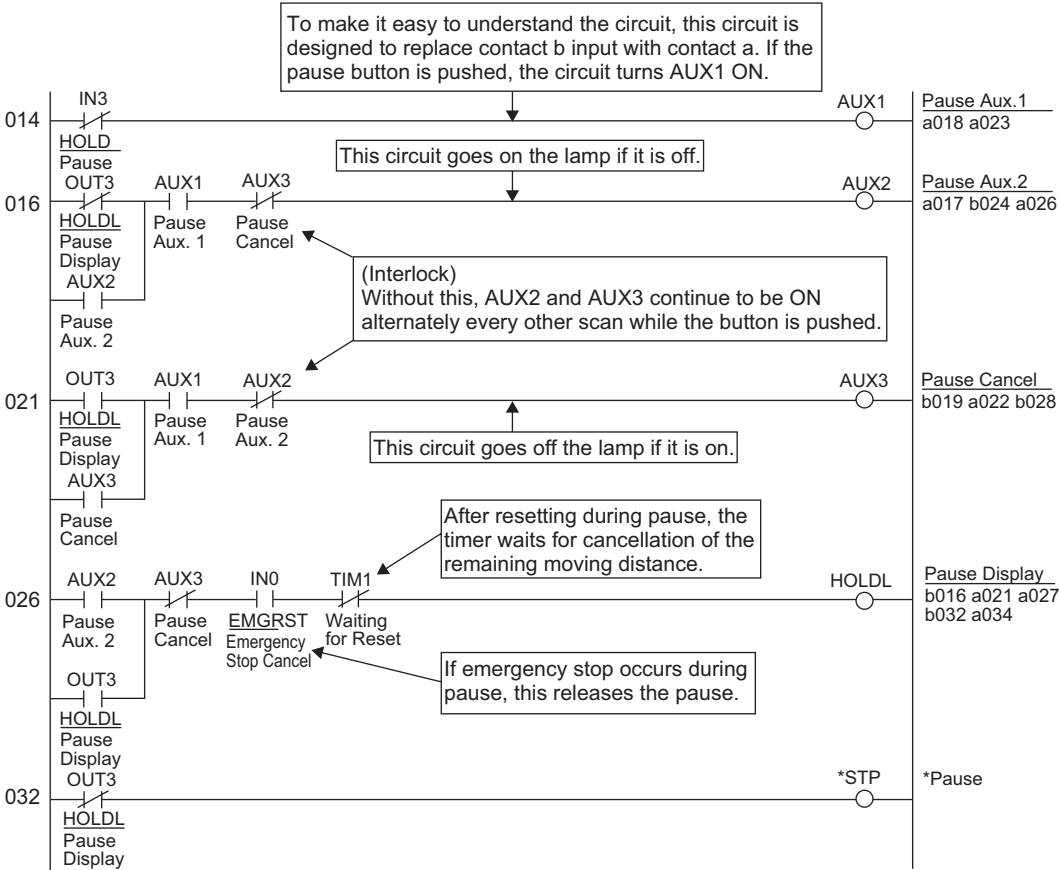 To make it easy to understand the circuit, this circuit is
designed to replace contact b input with contact a. If the
pause button is pushed, the circuit turns AUX1 ON.
IN3
AUX1
Pause Aux.1
014
a018 a023
HOLD
Pause
This circuit goes on the lamp if it is off.
OUT3 AUX1 AUX3
AUX2
Pause Aux.2
016
a017 b024 a026
HOLDL Pause Pause
Pause Aux. 1 Cancel
Display
AUX2
Pause
Aux. 2
(Interlock)
Without this, AUX2 and AUX3 continue to be ON
alternately every other scan while the button is pushed.
OUT3 AUX1 AUX2
AUX3
Pause Cancel
021
b019 a022 b028
HOLDL Pause Pause
Pause Aux. 1 Aux. 2
Display
This circuit goes off the lamp if it is on.
AUX3
Pause
Cancel
After resetting during pause, the
timer waits for cancellation of the
remaining moving distance.
AUX2 AUX3 IN0 TIM1
HOLDL
Pause Display
026
b016 a021 a027
b032 a034
Pause Pause EMGRST Waiting
Aux. 2 Cancel Emergency for Reset
Stop Cancel
If emergency stop occurs during
pause, this releases the pause.
OUT3
HOLDL
Pause
Display
OUT3
*STP
*Pause
032
HOLDL
Pause
Display